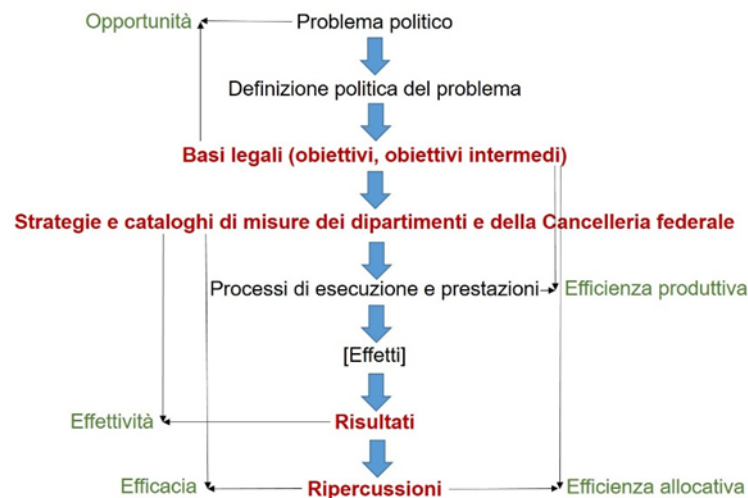 Opportunità
Problema politico
Definizione politica del problema
Basi legali (obiettivi, obiettivi intermedi)
Strategie e cataloghi di misure dei dipartimenti e della Cancelleria federale
Processi di esecuzione e prestazioni
Efficienza produttiva
[Effetti]
Effettività
Risultati
Efficacia
Ripercussioni
Efficienza allocativa